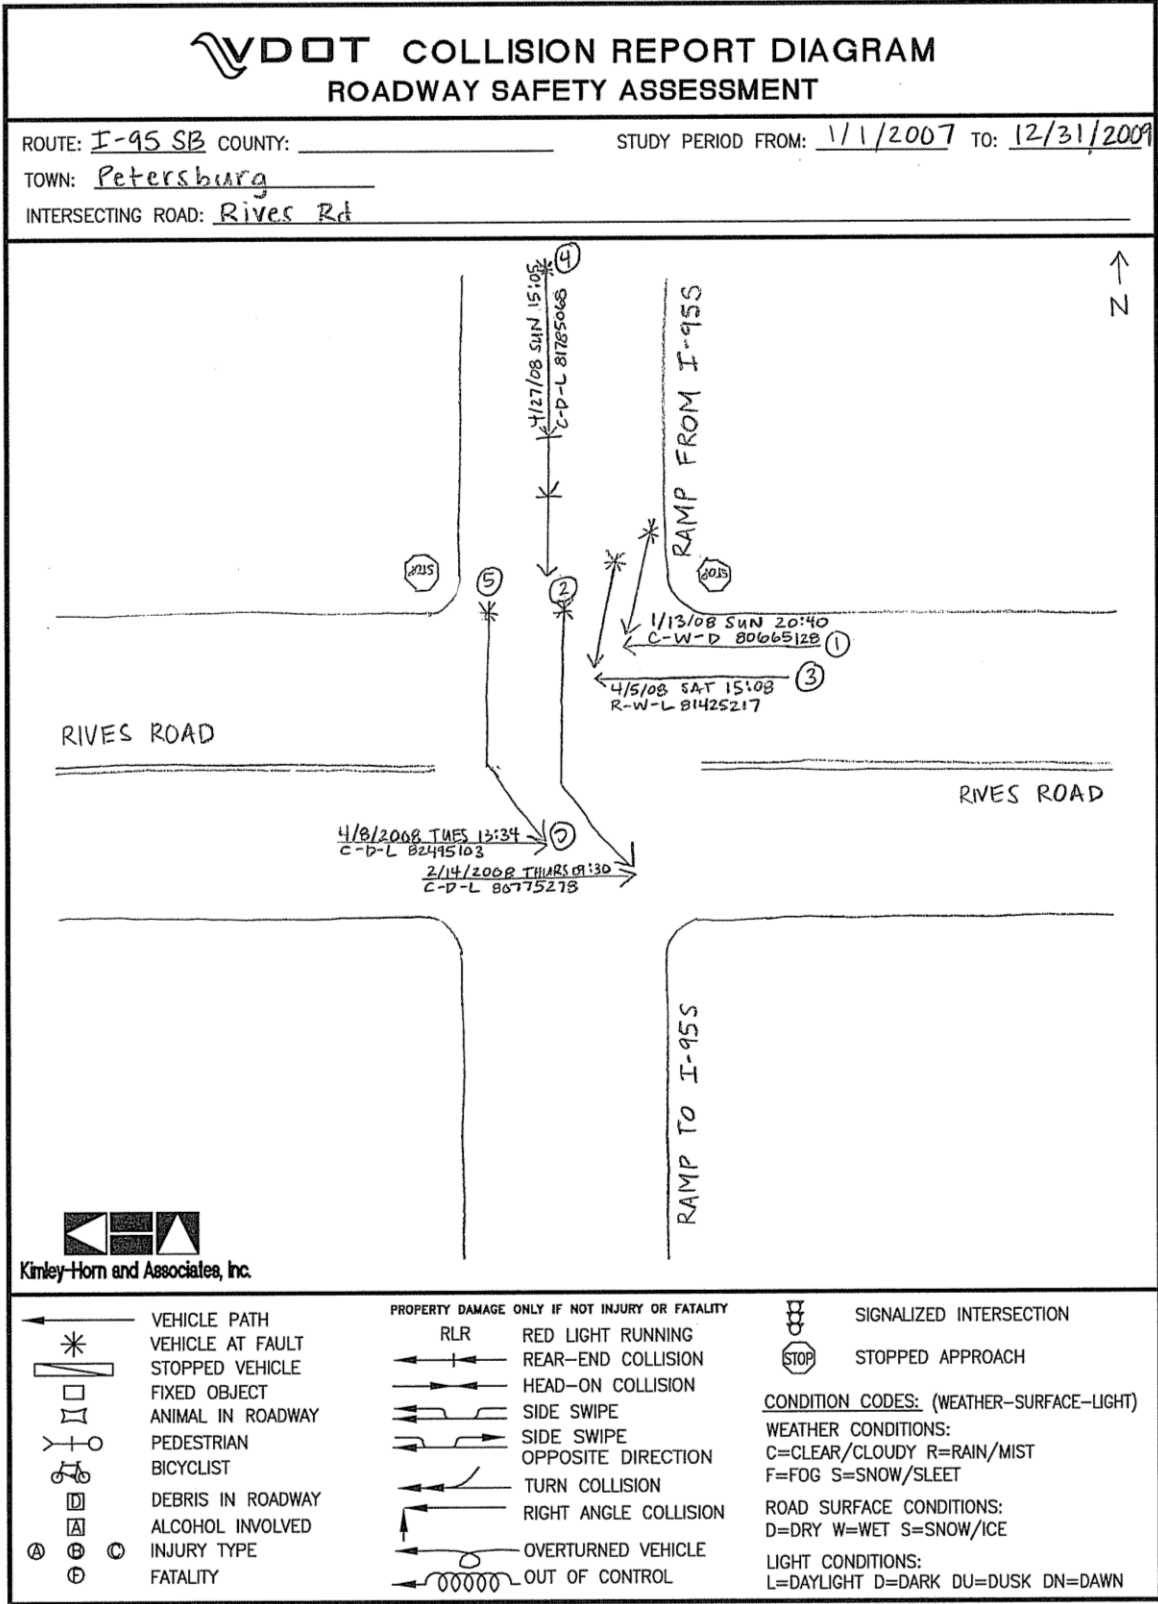 VDOT COLLISION REPORT DIAGRAM
ROADWAY SAFETY ASSESSMENT
ROUTE: I-95 SB COUNTY: STUDY PERIOD FROM: 1/1/2007 TO: 12/31/2009
TOWN: Petersburg
INTERSECTING ROAD: Rives Rd
4
N
4/27/08 SUN 15:05
C-D-L 81785068
RAMP FROM I-95S
STOP
STOP
5
2
1/13/08 SUN 20:40
C-W-D 80665128
1
3
4/5/08 SAT 15:08
R-W-L 81425217
RIVES ROAD
RIVES ROAD
4/8/2008 TUES 13:34
C-D-L 82495103
2/14/2008 THURS 09:30
C-D-L 80775278
RAMP TO I-95S
KHA
Kimley-Horn and Associates, Inc.
VEHICLE PATH
VEHICLE AT FAULT
STOPPED VEHICLE
FIXED OBJECT
ANIMAL IN ROADWAY
PEDESTRIAN
BICYCLIST
D DEBRIS IN ROADWAY
A ALCOHOL INVOLVED
A B C INJURY TYPE
F FATALITY
PROPERTY DAMAGE ONLY IF NOT INJURY OR FATALITY
RLR RED LIGHT RUNNING
REAR-END COLLISION
HEAD-ON COLLISION
SIDE SWIPE
SIDE SWIPE
OPPOSITE DIRECTION
TURN COLLISION
RIGHT ANGLE COLLISION
OVERTURNED VEHICLE
OUT OF CONTROL
SIGNALIZED INTERSECTION
STOP STOPPED APPROACH
CONDITION CODES: (WEATHER-SURFACE-LIGHT)
WEATHER CONDITIONS:
C=CLEAR/CLOUDY R=RAIN/MIST
F=FOG S=SNOW/SLEET
ROAD SURFACE CONDITIONS:
D=DRY W=WET S=SNOW/ICE
LIGHT CONDITIONS:
L=DAYLIGHT D=DARK DU=DUSK DN=DAWN